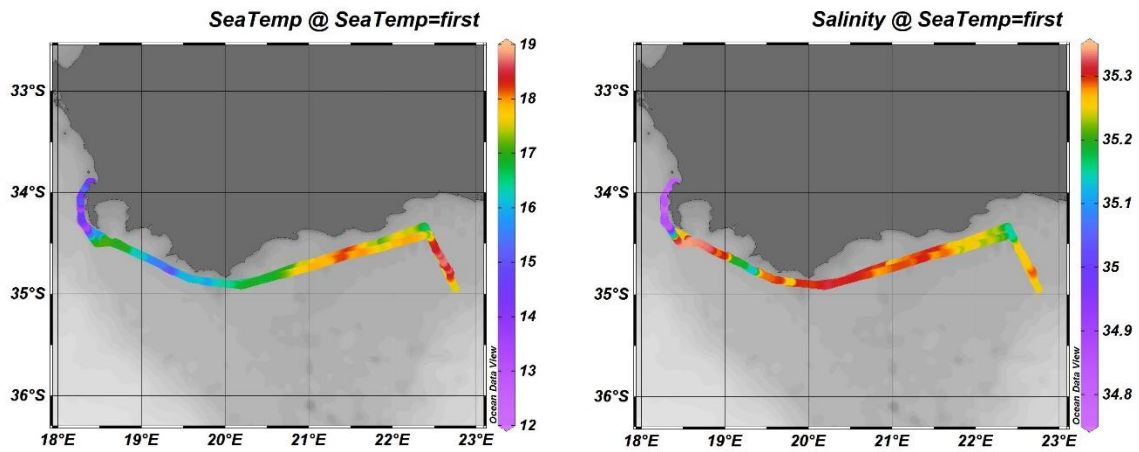 SeaTemp @ SeaTemp=first
19
18
17
16
15
14
13
12
33°S
34°S
35°S
36°S
18°E
19°E
20°E
21°E
22°E
23°E
Ocean Data View
Salinity @ SeaTemp=first
35.3
35.2
35.1
35
34.9
34.8
33°S
34°S
35°S
36°S
18°E
19°E
20°E
21°E
22°E
23°E
Ocean Data View